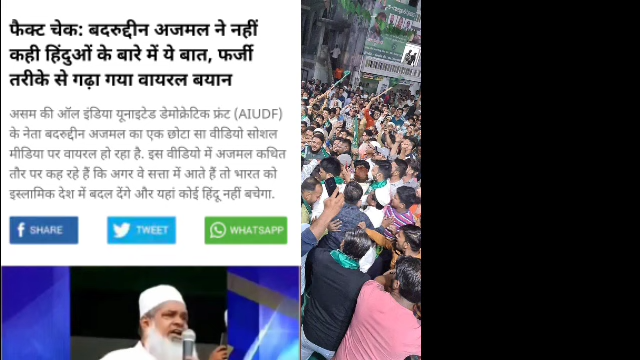 फैक्ट चेक: बदरुद्दीन अजमल ने नहीं
कही हिंदुओं के बारे में ये बात, फर्जी
तरीके से गढ़ा गया वायरल बयान
असम की ऑल इंडिया यूनाइटेड डेमोक्रेटिक फ्रंट (AIUDF)
के नेता बदरुद्दीन अजमल का एक छोटा सा वीडियो सोशल
मीडिया पर वायरल हो रहा है. इस वीडियो में अजमल कथित
तौर पर कह रहे हैं कि अगर वे सत्ता में आते हैं तो भारत को
इस्लामिक देश में बदल देंगे और यहां कोई हिंदू नहीं बचेगा.
SHARE
TWEET
WHATSAPP